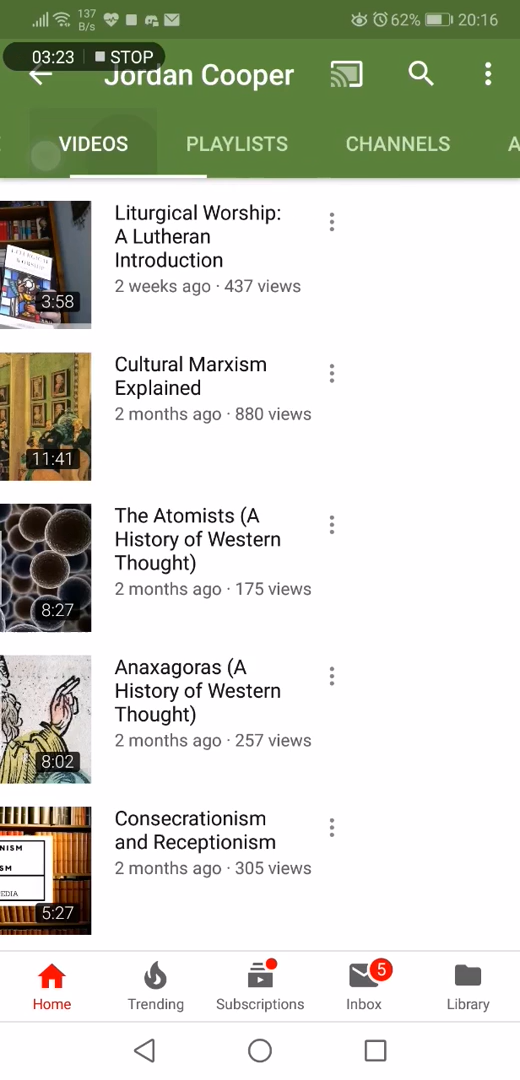 137 B/s 62% 20:16
03:23 STOP
Jordan Cooper
VIDEOS PLAYLISTS CHANNELS A
Liturgical Worship:
A Lutheran
Introduction
2 weeks ago · 437 views
3:58
Cultural Marxism
Explained
2 months ago · 880 views
11:41
The Atomists (A
History of Western
Thought)
2 months ago · 175 views
8:27
Anaxagoras (A
History of Western
Thought)
2 months ago · 257 views
8:02
Consecrationism
and Receptionism
2 months ago · 305 views
NISM
SM
EDIA
5:27
5
Home Trending Subscriptions Inbox Library